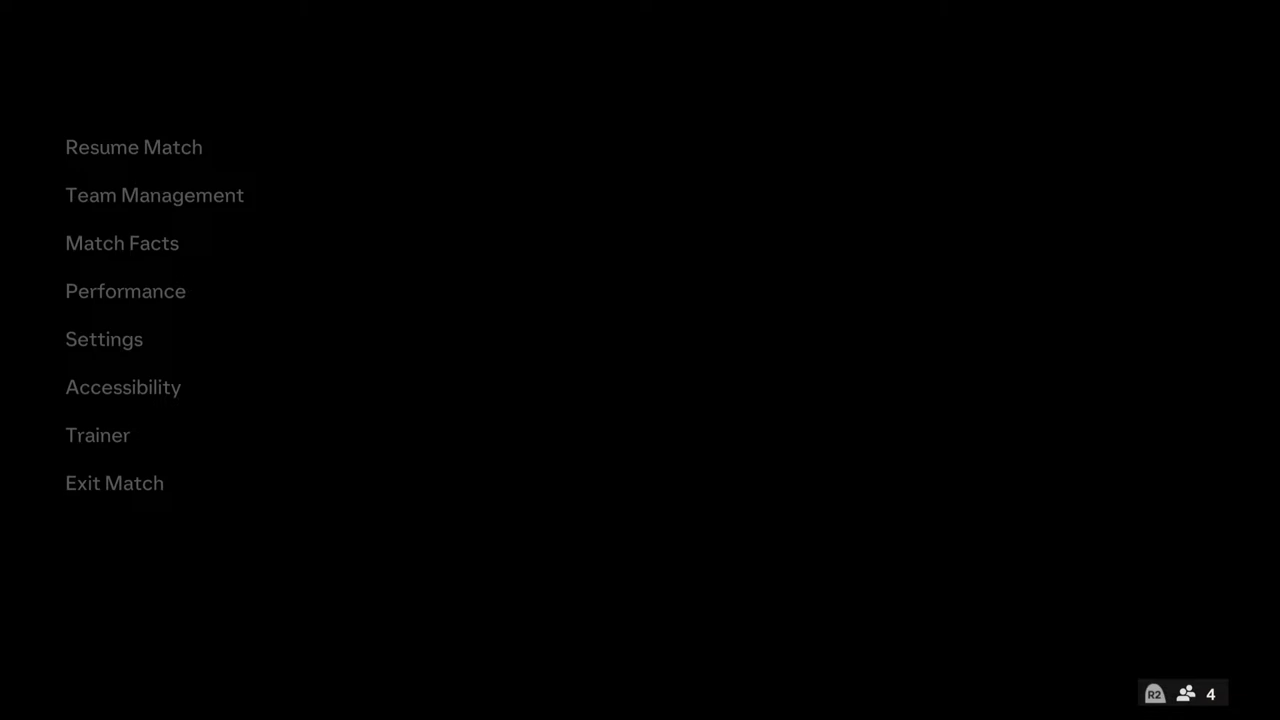 Resume Match
Team Management
Match Facts
Performance
Settings
Accessibility
Trainer
Exit Match
R2 4